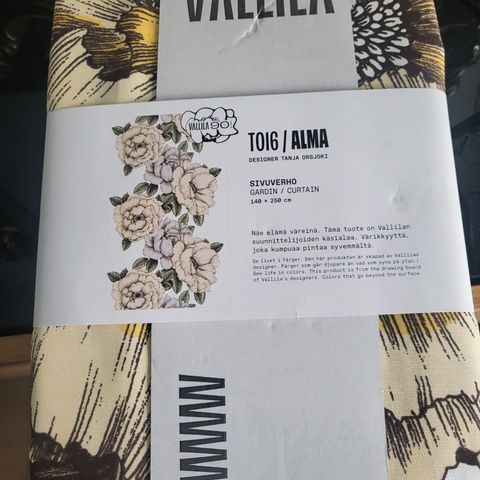 VALLILA
VALLILA
90
TO16 / ALMA
DESIGNER TANJA ORSJOKI
SIVUVERHO
GARDIN / CURTAIN
140 × 250 cm
Näe elämä väreinä. Tämä tuote on Vallilan
suunnittelijoiden käsialaa. Värikkyyttä,
joka kumpuaa pintaa syvemmältä.
Se livet i färger. Den här produkten är skapad av Vallilas
designer. Färger som går djupare än vad som syns på ytan./
See life in colors. This product is from the drawing board
of Vallila's designers. Colors that go beyond the surface.